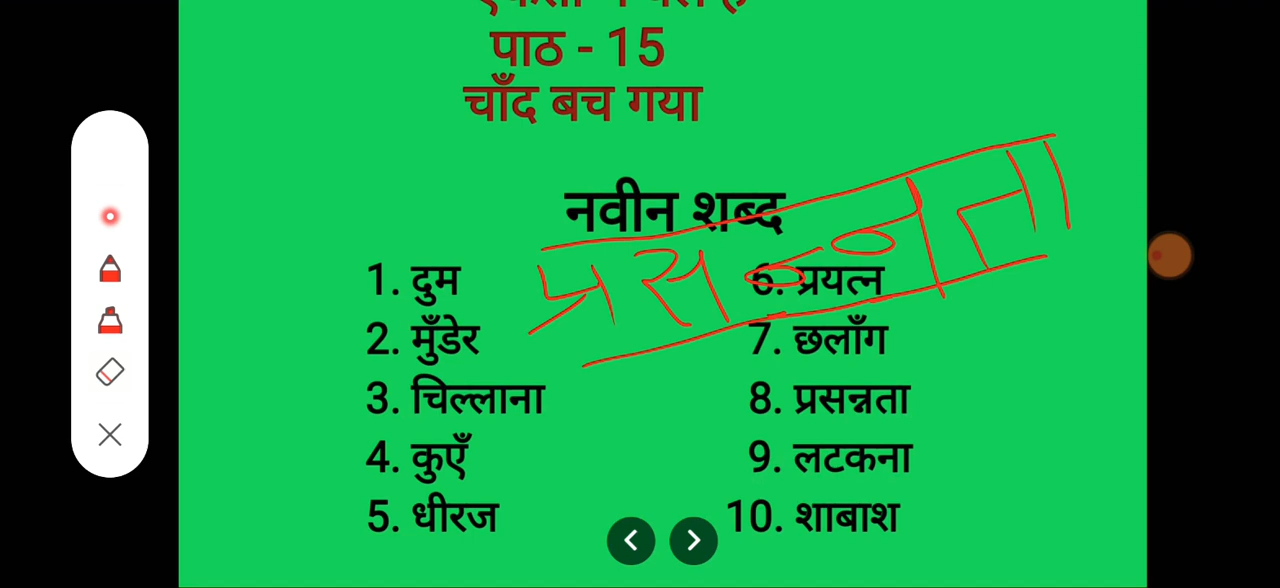 पाठ - 15
चाँद बच गया
नवीन शब्द
प्रसन्नता
1. दुम
2. मुँडेर
3. चिल्लाना
4. कुएँ
5. धीरज
6. प्रयत्न
7. छलाँग
8. प्रसन्नता
9. लटकना
10. शाबाश